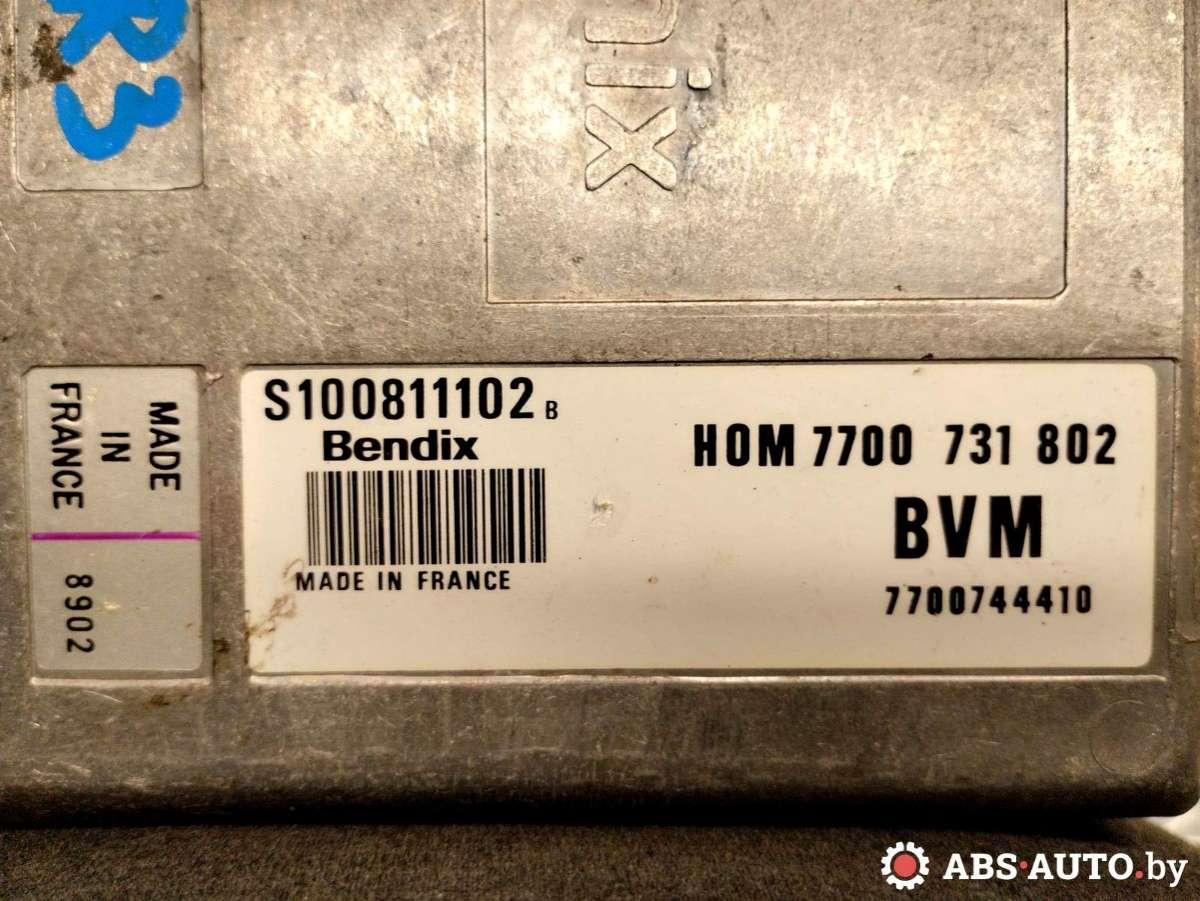 R3
nix
S100811102 B
Bendix
MADE IN FRANCE
HOM 7700 731 802
BVM
7700744410
MADE
IN
FRANCE
8902
ABS·AUTO.by